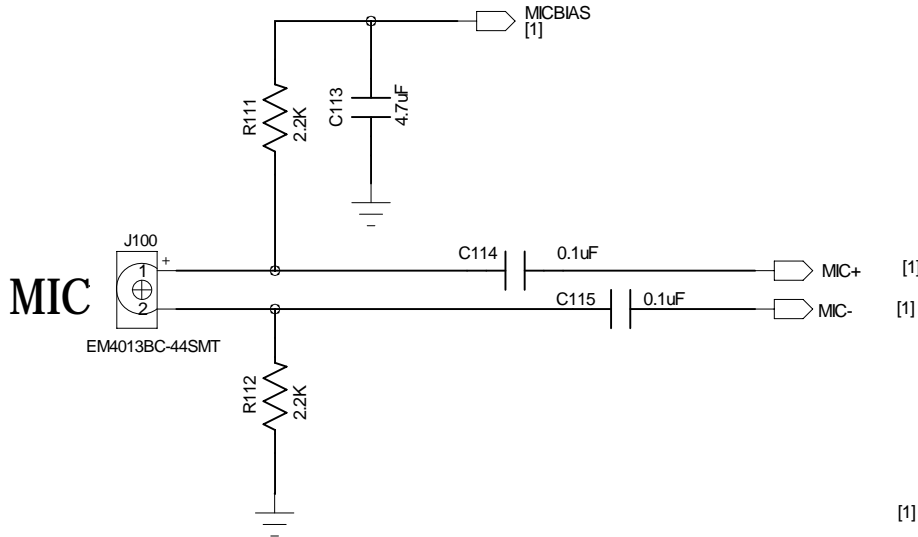 MICBIAS
[1]
R111
2.2K
C113
4.7uF
J100
+
1
2
MIC
EM4013BC-44SMT
C114
0.1uF
MIC+
[1]
C115
0.1uF
MIC-
[1]
R112
2.2K
[1]